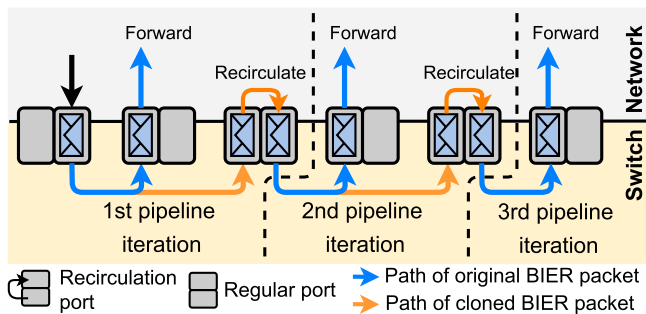 Forward
Forward
Forward
Recirculate
Recirculate
Network
Switch
1st pipeline
iteration
2nd pipeline
iteration
3rd pipeline
iteration
Recirculation
port
Regular port
Path of original BIER packet
Path of cloned BIER packet